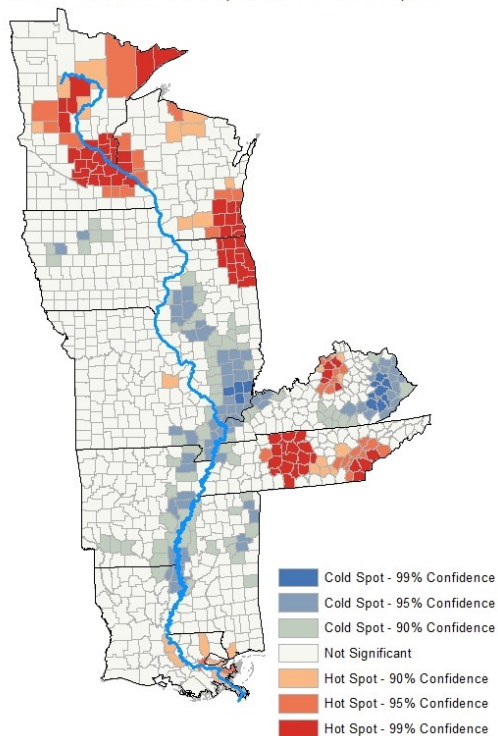 Cold Spot - 99% Confidence
Cold Spot - 95% Confidence
Cold Spot - 90% Confidence
Not Significant
Hot Spot - 90% Confidence
Hot Spot - 95% Confidence
Hot Spot - 99% Confidence